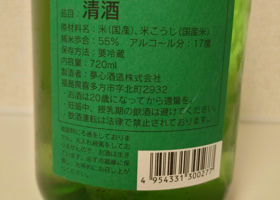 品目：清酒
原材料名：米(国産)、米こうじ(国産米)
精米歩合：55%　アルコール分：17度
保存方法：要冷蔵
内容量：720ml
製造者：夢心酒造株式会社
福島県喜多方市字北町2932
・お酒は20歳になってから適量を。
・妊娠中、授乳期の飲酒は避けてください。
飲酒運転は法律で禁止されています。
4 954331 300277